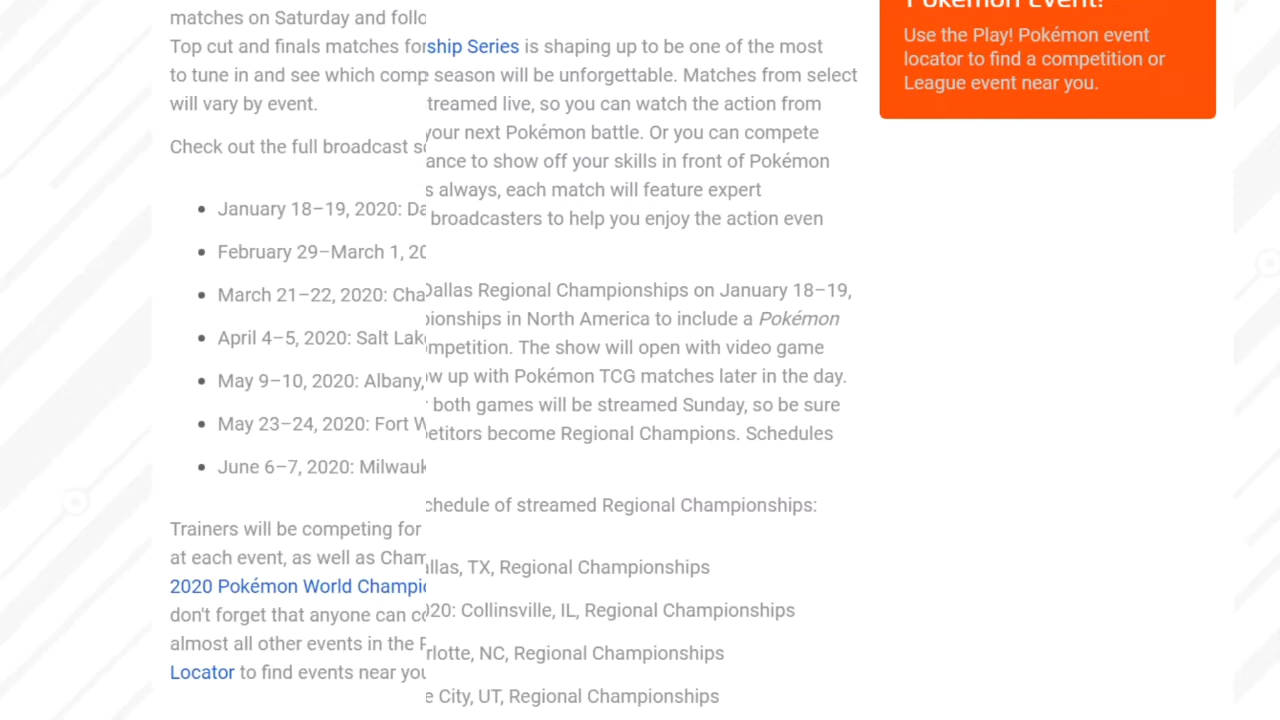 matches on Saturday and follo
Top cut and finals matches for
to tune in and see which comp
will vary by event.
Check out the full broadcast s
January 18–19, 2020: Da
February 29–March 1, 20
March 21–22, 2020: Cha
April 4–5, 2020: Salt Lak
May 9–10, 2020: Albany,
May 23–24, 2020: Fort W
June 6–7, 2020: Milwauk
Trainers will be competing for
at each event, as well as Cham
2020 Pokémon World Champi
don't forget that anyone can co
almost all other events in the P
Locator to find events near you
ship Series is shaping up to be one of the most
season will be unforgettable. Matches from select
treamed live, so you can watch the action from
your next Pokémon battle. Or you can compete
ance to show off your skills in front of Pokémon
s always, each match will feature expert
broadcasters to help you enjoy the action even
Dallas Regional Championships on January 18–19,
pionships in North America to include a Pokémon
mpetition. The show will open with video game
ow up with Pokémon TCG matches later in the day.
both games will be streamed Sunday, so be sure
petitors become Regional Champions. Schedules
chedule of streamed Regional Championships:
allas, TX, Regional Championships
020: Collinsville, IL, Regional Championships
rlotte, NC, Regional Championships
e City, UT, Regional Championships
Pokémon Event!
Use the Play! Pokémon event
locator to find a competition or
League event near you.